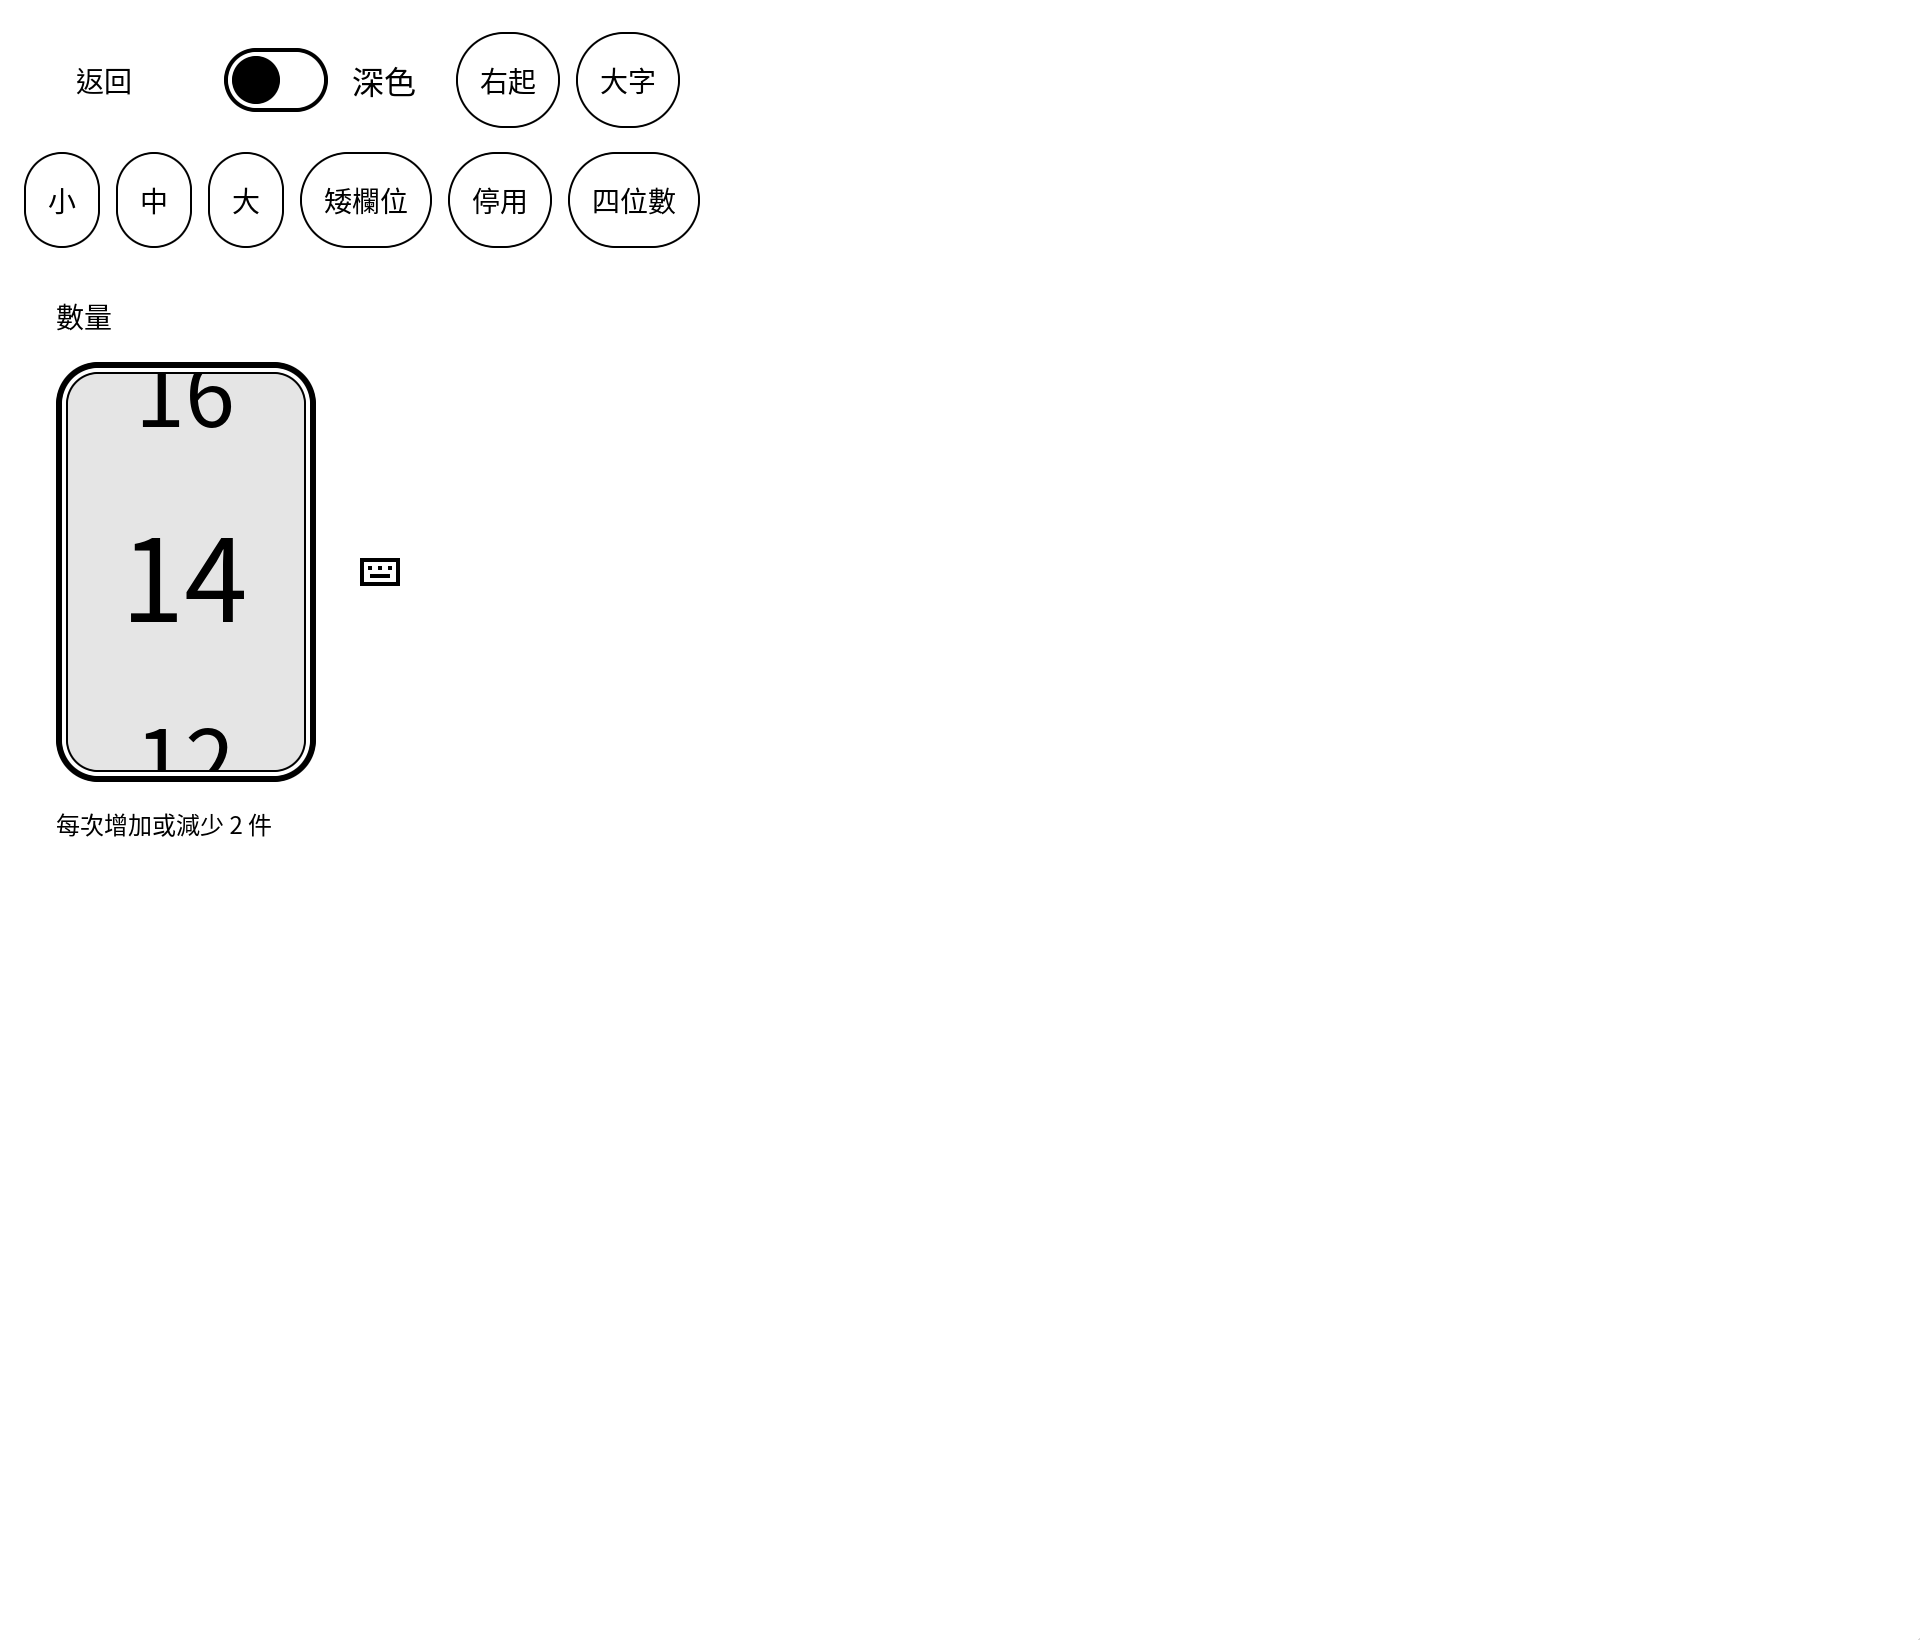 返回 深色 右起 大字
小 中 大 矮欄位 停用 四位數
數量
16
14
12
每次增加或減少 2 件